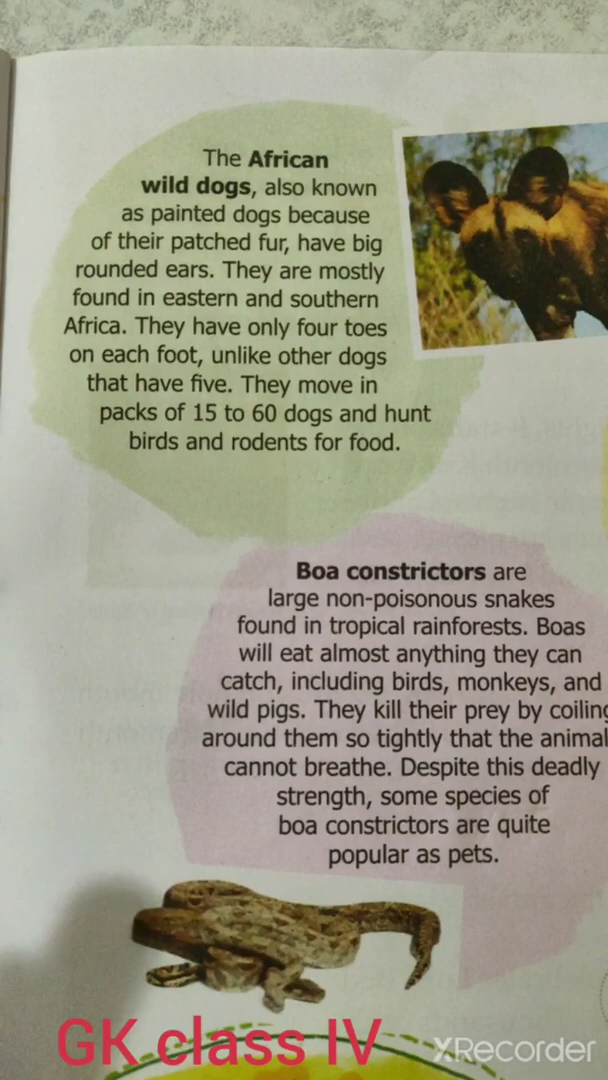 The African
wild dogs, also known
as painted dogs because
of their patched fur, have big
rounded ears. They are mostly
found in eastern and southern
Africa. They have only four toes
on each foot, unlike other dogs
that have five. They move in
packs of 15 to 60 dogs and hunt
birds and rodents for food.
Boa constrictors are
large non-poisonous snakes
found in tropical rainforests. Boas
will eat almost anything they can
catch, including birds, monkeys, and
wild pigs. They kill their prey by coiling
around them so tightly that the animal
cannot breathe. Despite this deadly
strength, some species of
boa constrictors are quite
popular as pets.
GK class IV
XRecorder